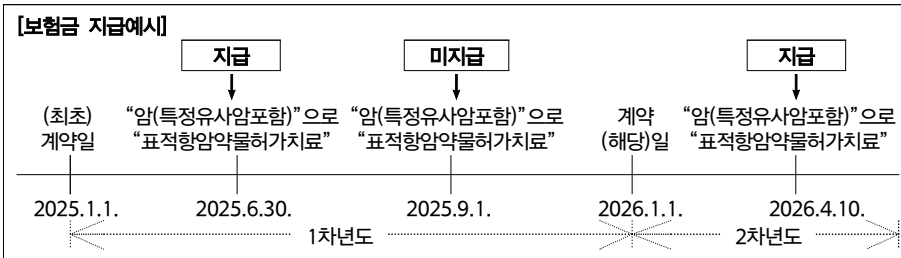 [보험금 지급예시]
지급 미지급 지급
(최초) "암(특정유사암포함)"으로 "암(특정유사암포함)"으로 계약 "암(특정유사암포함)"으로
계약일 "표적항암약물허가치료" "표적항암약물허가치료" (해당)일 "표적항암약물허가치료"
2025.1.1. 2025.6.30. 2025.9.1. 2026.1.1. 2026.4.10.
1차년도 2차년도